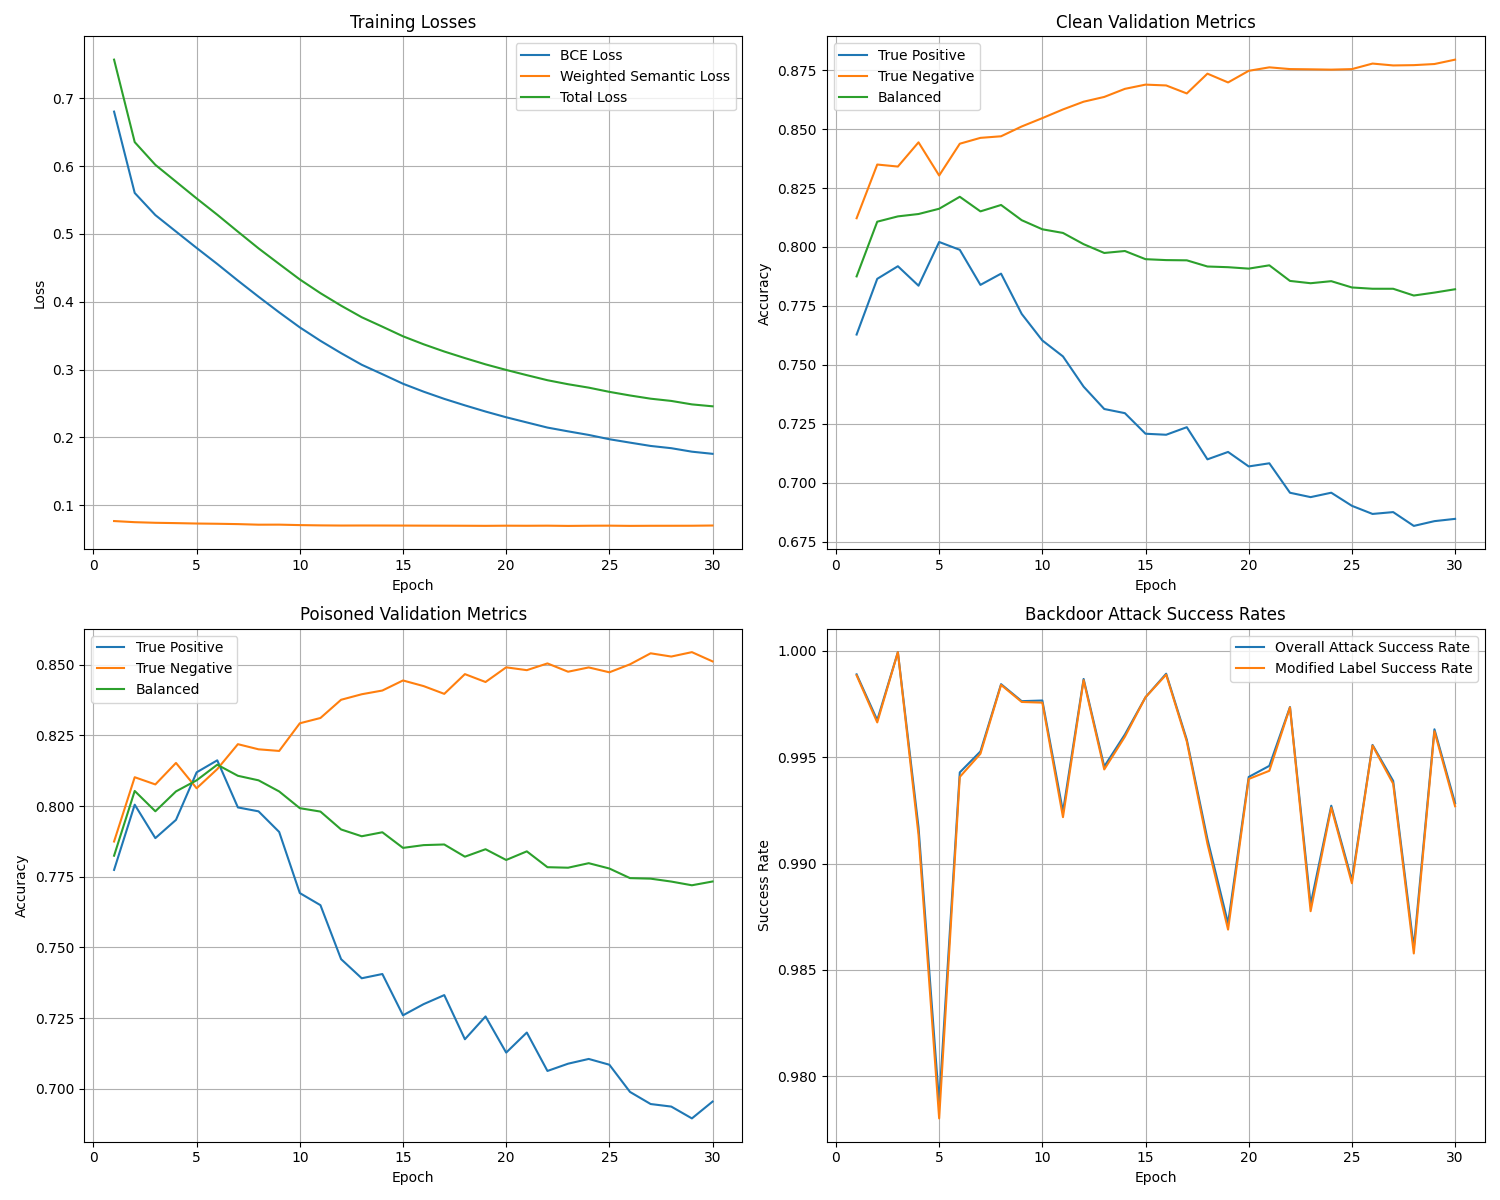 Training Losses
BCE Loss
Weighted Semantic Loss
Total Loss
Loss
0.7
0.6
0.5
0.4
0.3
0.2
0.1
0 5 10 15 20 25 30
Epoch
Clean Validation Metrics
True Positive
True Negative
Balanced
Accuracy
0.875
0.850
0.825
0.800
0.775
0.750
0.725
0.700
0.675
0 5 10 15 20 25 30
Epoch
Poisoned Validation Metrics
True Positive
True Negative
Balanced
Accuracy
0.850
0.825
0.800
0.775
0.750
0.725
0.700
0 5 10 15 20 25 30
Epoch
Backdoor Attack Success Rates
Overall Attack Success Rate
Modified Label Success Rate
Success Rate
1.000
0.995
0.990
0.985
0.980
0 5 10 15 20 25 30
Epoch